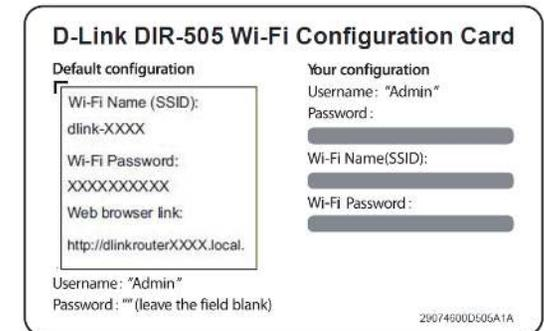 D-Link DIR-505 Wi-Fi Configuration Card
Default configuration
Wi-Fi Name (SSID):
dlink-XXXX
Wi-Fi Password:
XXXXXXXXXX
Web browser link:
http://dlinkrouterXXXX.local.
Username: "Admin"
Password: "" (leave the field blank)
Your configuration
Username: "Admin"
Password:
Wi-Fi Name(SSID):
Wi-Fi Password:
29074600D505A1A